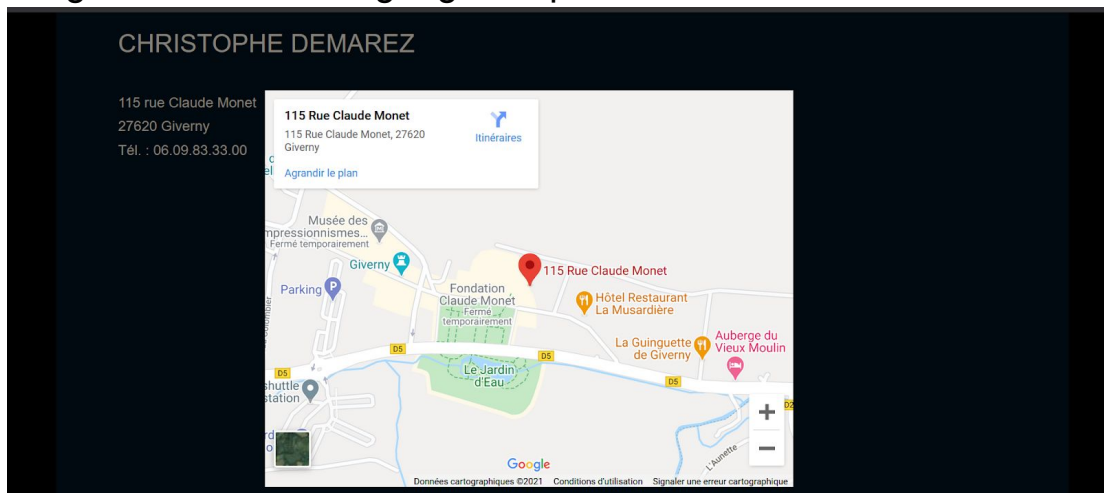 CHRISTOPHE DEMAREZ
115 rue Claude Monet
27620 Giverny
Tél. : 06.09.83.33.00
115 Rue Claude Monet
115 Rue Claude Monet, 27620
Giverny
Itinéraires
Agrandir le plan
Musée des
mpressionnismes...
Fermé temporairement
Giverny
Parking
115 Rue Claude Monet
Fondation
Claude Monet
Fermé
temporairement
Hôtel Restaurant
La Musardière
La Guinguette
de Giverny
Auberge du
Vieux Moulin
D5
D5
D5
D5
Le Jardin
d'Eau
shuttle
station
L'Aunette
+
−
Google
Données cartographiques ©2021 Conditions d'utilisation Signaler une erreur cartographique